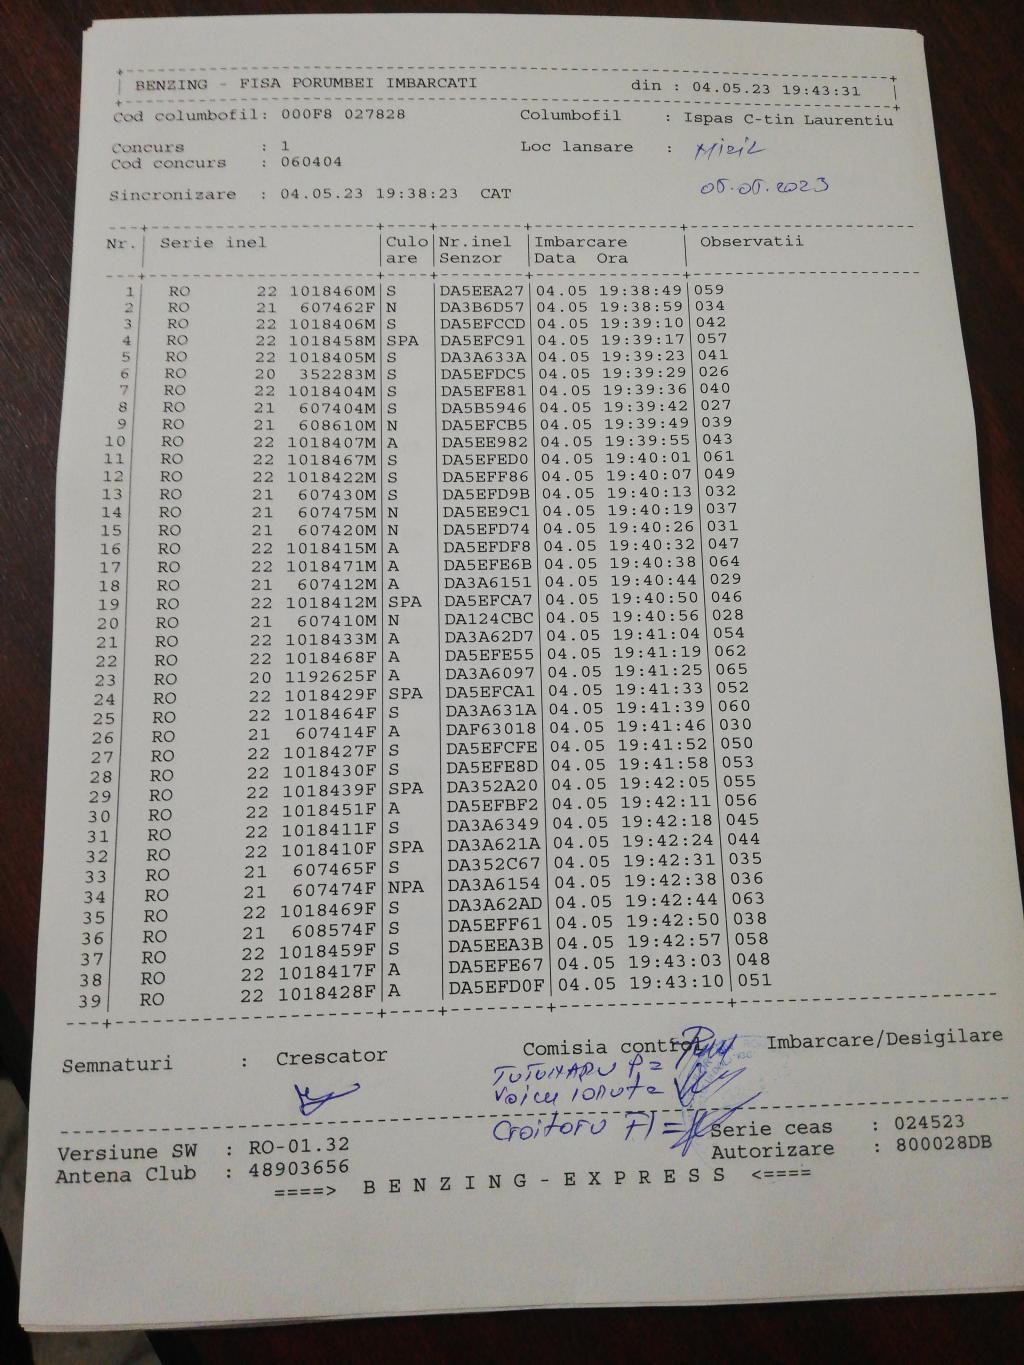 BENZING - FISA PORUMBEI IMBARCATI din : 04.05.23 19:43:31
Cod columbofil: 000F8 027828 Columbofil : Ispas C-tin Laurentiu
Concurs : 1 Loc lansare : Mizil
Cod concurs : 060404
05.05.2023
Sincronizare : 04.05.23 19:38:23 CAT
Nr. Serie inel Culo Nr.inel Imbarcare Observatii
are Senzor Data Ora
1 RO 22 1018460M S DA5EEA27 04.05 19:38:49 059
2 RO 21 607462F N DA3B6D57 04.05 19:38:59 034
3 RO 22 1018406M S DA5EFCCD 04.05 19:39:10 042
4 RO 22 1018458M SPA DA5EFC91 04.05 19:39:17 057
5 RO 22 1018405M S DA3A633A 04.05 19:39:23 041
6 RO 20 352283M S DA5EFDC5 04.05 19:39:29 026
7 RO 22 1018404M S DA5EFE81 04.05 19:39:36 040
8 RO 21 607404M S DA5B5946 04.05 19:39:42 027
9 RO 21 608610M N DA5EFCB5 04.05 19:39:49 039
10 RO 22 1018407M A DA5EE982 04.05 19:39:55 043
11 RO 22 1018467M S DA5EFED0 04.05 19:40:01 061
12 RO 22 1018422M S DA5EFF86 04.05 19:40:07 049
13 RO 21 607430M S DA5EFD9B 04.05 19:40:13 032
14 RO 21 607475M N DA5EE9C1 04.05 19:40:19 037
15 RO 21 607420M N DA5EFD74 04.05 19:40:26 031
16 RO 22 1018415M A DA5EFDF8 04.05 19:40:32 047
17 RO 22 1018471M A DA5EFE6B 04.05 19:40:38 064
18 RO 21 607412M A DA3A6151 04.05 19:40:44 029
19 RO 22 1018412M SPA DA5EFCA7 04.05 19:40:50 046
20 RO 21 607410M N DA124CBC 04.05 19:40:56 028
21 RO 22 1018433M A DA3A62D7 04.05 19:41:04 054
22 RO 22 1018468F A DA5EFE55 04.05 19:41:19 062
23 RO 20 1192625F A DA3A6097 04.05 19:41:25 065
24 RO 22 1018429F SPA DA5EFCA1 04.05 19:41:33 052
25 RO 22 1018464F S DA3A631A 04.05 19:41:39 060
26 RO 21 607414F A DAF63018 04.05 19:41:46 030
27 RO 22 1018427F S DA5EFCFE 04.05 19:41:52 050
28 RO 22 1018430F S DA5EFE8D 04.05 19:41:58 053
29 RO 22 1018439F SPA DA352A20 04.05 19:42:05 055
30 RO 22 1018451F A DA5EFBF2 04.05 19:42:11 056
31 RO 22 1018411F S DA3A6349 04.05 19:42:18 045
32 RO 22 1018410F SPA DA3A621A 04.05 19:42:24 044
33 RO 21 607465F S DA352C67 04.05 19:42:31 035
34 RO 21 607474F NPA DA3A6154 04.05 19:42:38 036
35 RO 22 1018469F S DA3A62AD 04.05 19:42:44 063
36 RO 21 608574F S DA5EFF61 04.05 19:42:50 038
37 RO 22 1018459F S DA5EEA3B 04.05 19:42:57 058
38 RO 22 1018417F A DA5EFE67 04.05 19:43:03 048
39 RO 22 1018428F A DA5EFD0F 04.05 19:43:10 051
Semnaturi : Crescator Comisia control Imbarcare/Desigilare
TUTUNARU P =
Voicu IONUT =
Croitoru Fl =
Serie ceas : 024523
Versiune SW : RO-01.32 Autorizare : 800028DB
Antena Club : 48903656
====> BENZING-EXPRESS <====